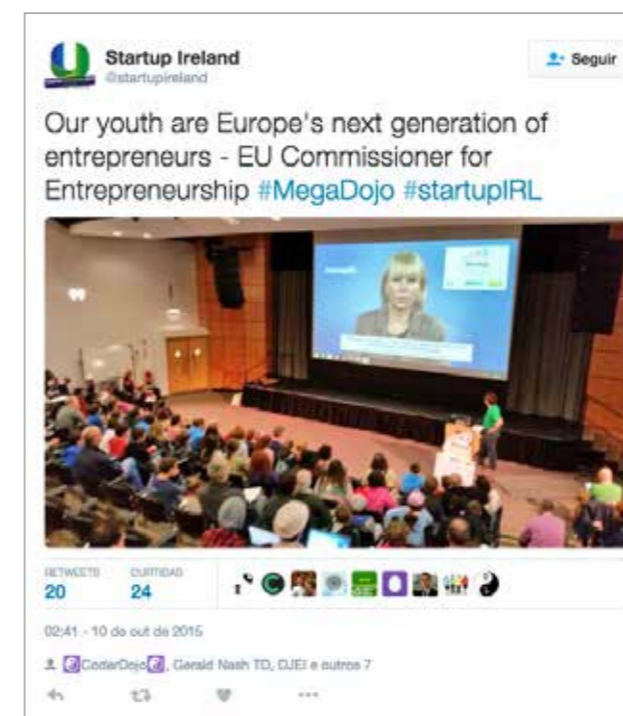 Startup Ireland
@startupireland
Seguir
Our youth are Europe's next generation of
entrepreneurs - EU Commissioner for
Entrepreneurship #MegaDojo #startupIRL
RETWEETS
CURTIDAS
20
24
02:41 - 10 de out de 2015
CoderDojo, Gerald Nash TD, DJEI e outros 7